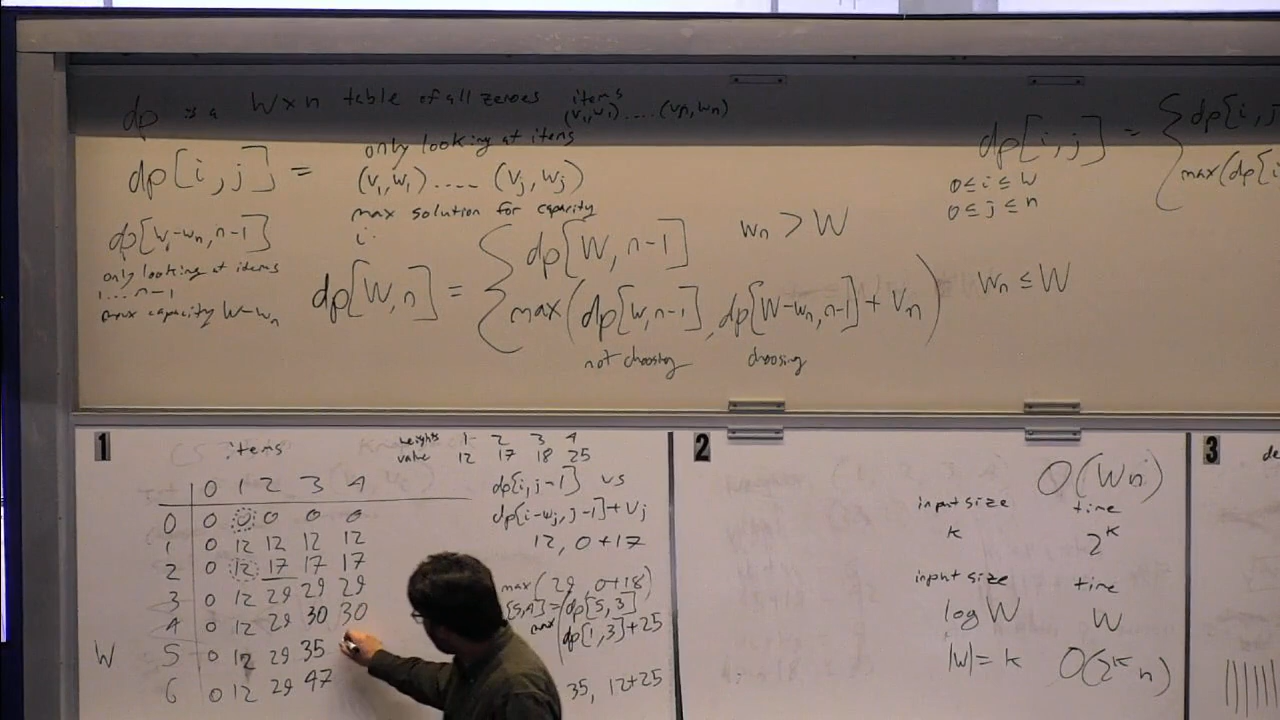 dp is a W×n table of all zeroes items
(v₁,w₁)....(vₙ,wₙ)
dp[i,j] =
only looking at items
(v₁,w₁).... (vⱼ,wⱼ)
max solution for capacity
i
dp[W-wₙ,n-1]
only looking at items
1...n-1
max capacity W-wₙ
dp[W,n] = { dp[W,n-1] wₙ > W
max(dp[W,n-1], dp[W-wₙ,n-1]+vₙ) wₙ ≤ W
not choosing choosing
dp[i,j] = { dp[i,j
max(dp[i
0≤i≤W
0≤j≤n
1
items
weights 1 2 3 4
value 12 17 18 25
0 1 2 3 4
0 0 0 0 0 0
1 0 12 12 12 12
2 0 12 17 17 17
3 0 12 29 29 29
4 0 12 29 30 30
W 5 0 12 29 35
6 0 12 29 47
dp[i,j-1] vs
dp[i-wⱼ,j-1]+vⱼ
12, 0+17
max(29, 0+18)
[5,4] = dp[5,3]
max dp[1,3]+25
35, 12+25
2
O(Wn)
input size time
k 2ᵏ
input size time
log W W
|W|=k O(2ᵏn)
3
de